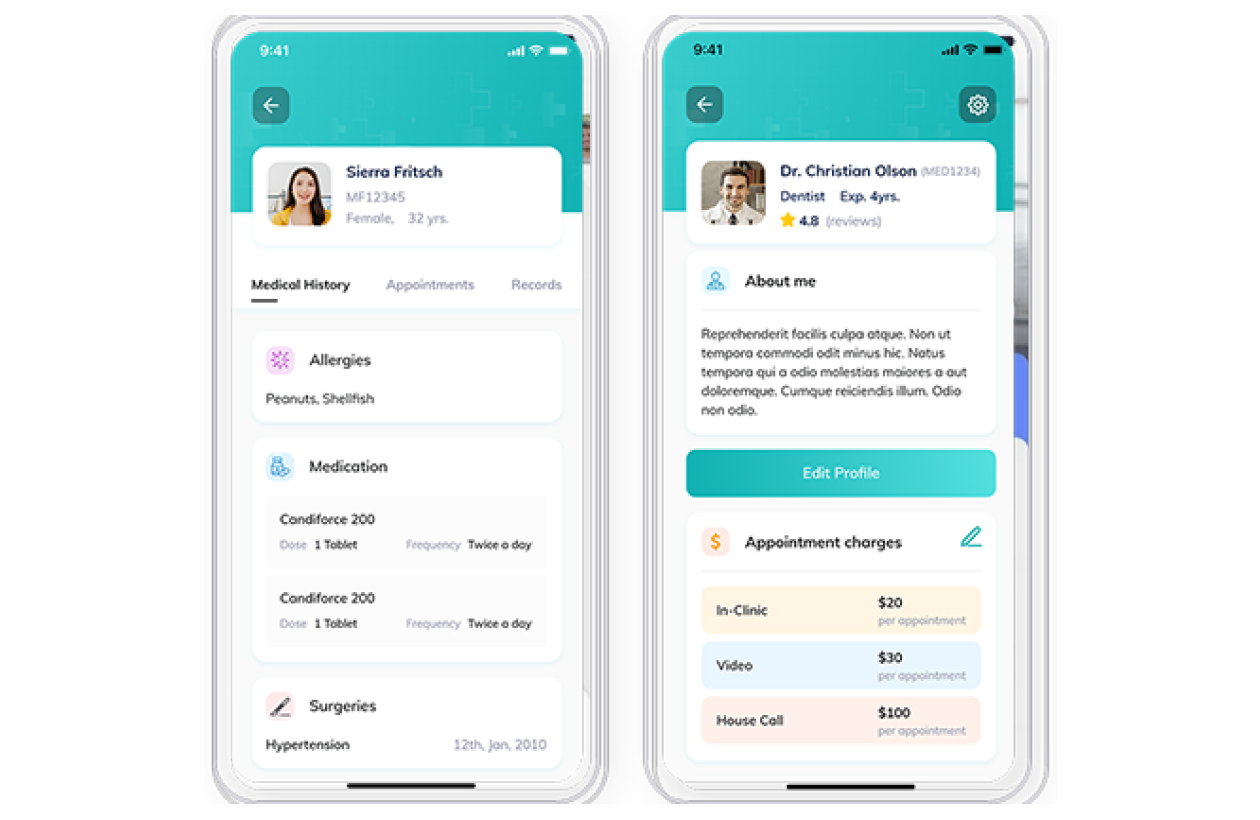 9:41
Sierra Fritsch
MF12345
Female, 32 yrs.
Medical History Appointments Records
Allergies
Peanuts, Shellfish
Medication
Candiforce 200
Dose 1 Tablet Frequency Twice a day
Candiforce 200
Dose 1 Tablet Frequency Twice a day
Surgeries
Hypertension 12th, Jan, 2010
9:41
Dr. Christian Olson (MED1234)
Dentist Exp. 4yrs.
4.8 (reviews)
About me
Reprehenderit facilis culpa atque. Non ut
tempora commodi odit minus hic. Natus
tempora qui a odio molestias maiores a aut
doloremque. Cumque reiciendis illum. Odio
non odio.
Edit Profile
$ Appointment charges
In-Clinic $20
per appointment
Video $30
per appointment
House Call $100
per appointment